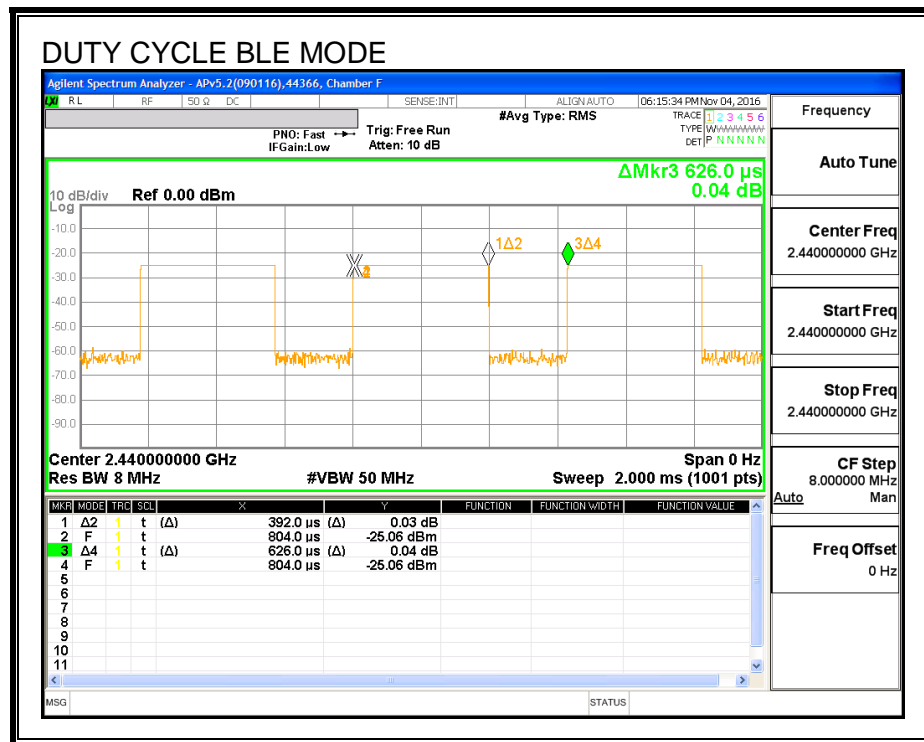 DUTY CYCLE BLE MODE
Agilent Spectrum Analyzer - APv5.2(090116),44366, Chamber F
LXI RL RF 50 Ω DC SENSE:INT ALIGN AUTO 06:15:34 PM Nov 04, 2016
Frequency
#Avg Type: RMS TRACE 1 2 3 4 5 6
PNO: Fast Trig: Free Run TYPE WWWWWW
IFGain:Low Atten: 10 dB DET P N N N N N
Auto Tune
ΔMkr3 626.0 µs
0.04 dB
10 dB/div Ref 0.00 dBm
Log
-10.0
-20.0
-30.0
-40.0
-50.0
-60.0
-70.0
-80.0
-90.0
1Δ2 3Δ4
Center Freq
2.440000000 GHz
Start Freq
2.440000000 GHz
Stop Freq
2.440000000 GHz
Center 2.440000000 GHz Span 0 Hz
Res BW 8 MHz #VBW 50 MHz Sweep 2.000 ms (1001 pts)
CF Step
8.000000 MHz
Auto Man
MKR MODE TRC SCL X Y FUNCTION FUNCTION WIDTH FUNCTION VALUE
1 Δ2 1 t (Δ) 392.0 µs (Δ) 0.03 dB
2 F 1 t 804.0 µs -25.06 dBm
3 Δ4 1 t (Δ) 626.0 µs (Δ) 0.04 dB
4 F 1 t 804.0 µs -25.06 dBm
5
6
7
8
9
10
11
Freq Offset
0 Hz
MSG STATUS